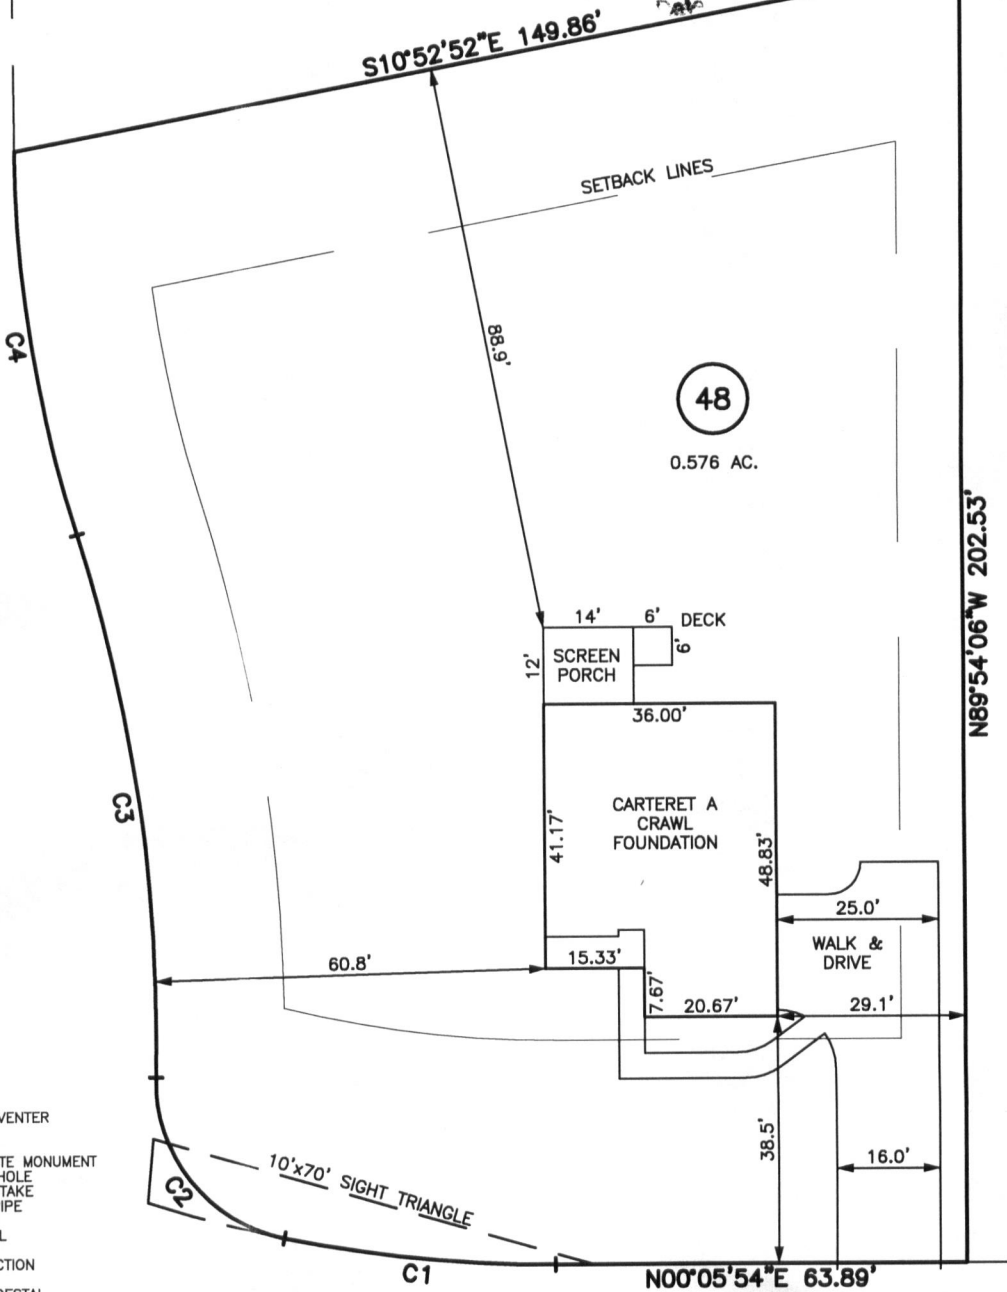 S10°52'52"E 149.86'
SETBACK LINES
88.9'
C4
48
0.576 AC.
N89°54'06"W 202.53'
14'
6'
DECK
6'
12'
SCREEN
PORCH
36.00'
C3
CARTERET A
CRAWL
FOUNDATION
41.17'
48.83'
25.0'
WALK &
DRIVE
60.8'
15.33'
7.67'
20.67'
29.1'
38.5'
16.0'
10'x70' SIGHT TRIANGLE
C2
C1
N00°05'54"E 63.89'
VENTER
TE MONUMENT
HOLE
TAKE
IPE
L
CTION